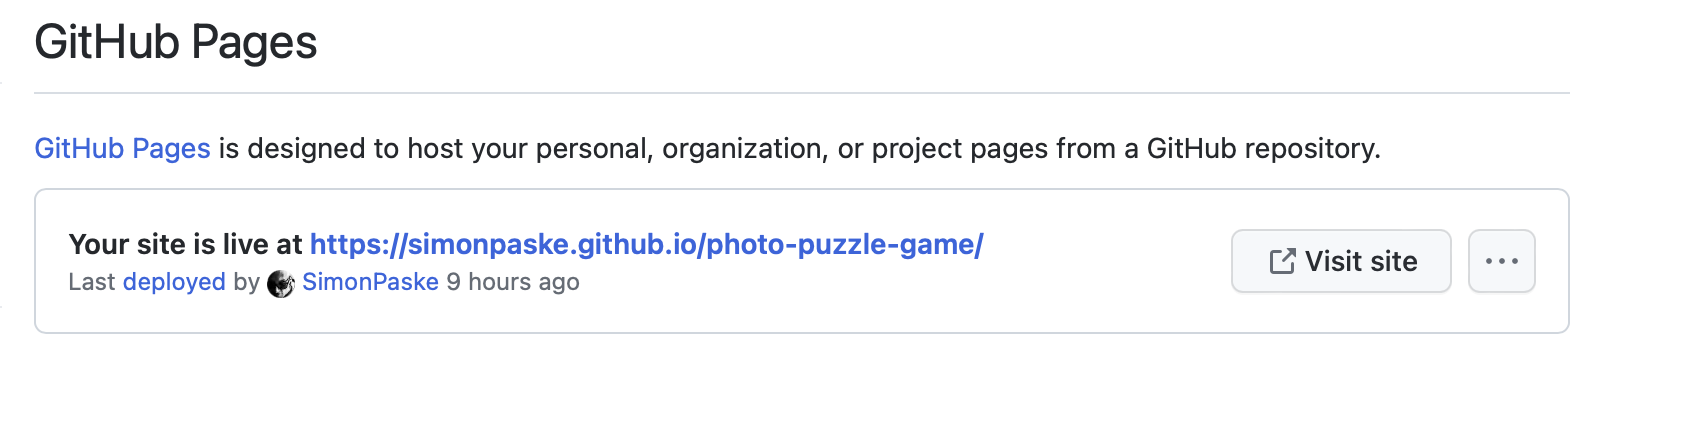 GitHub Pages
GitHub Pages is designed to host your personal, organization, or project pages from a GitHub repository.
Your site is live at https://simonpaske.github.io/photo-puzzle-game/
Last deployed by SimonPaske 9 hours ago
Visit site